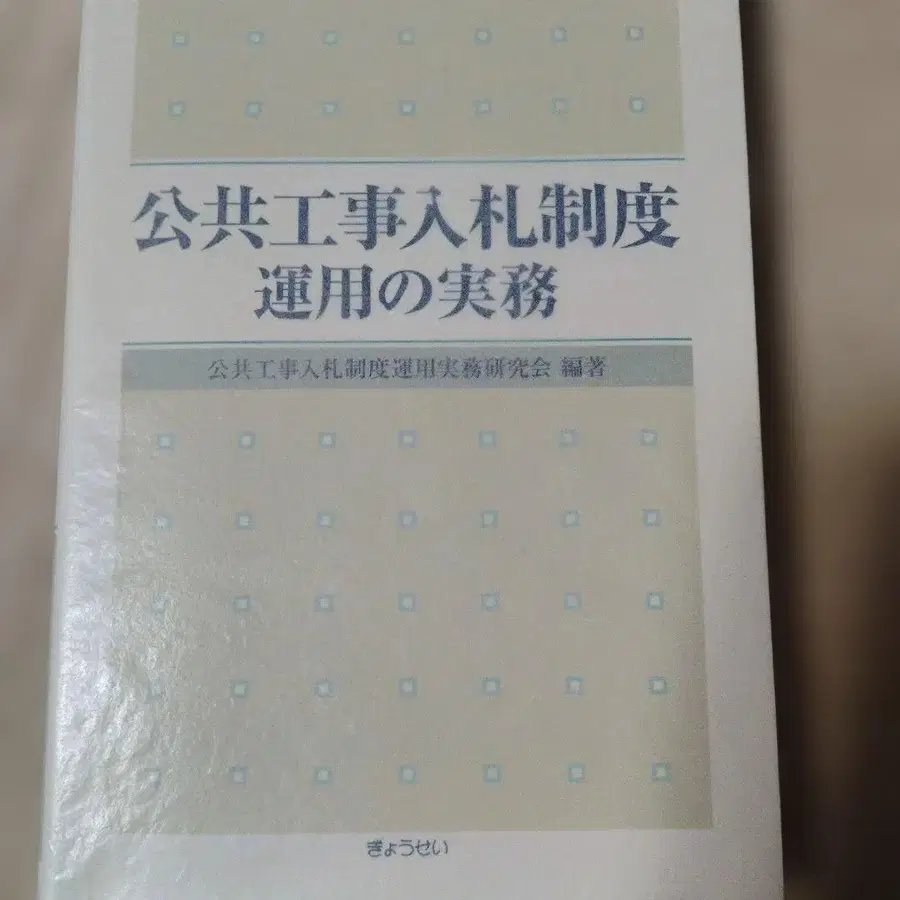 公共工事入札制度
運用の実務
公共工事入札制度運用実務研究会 編著
ぎょうせい